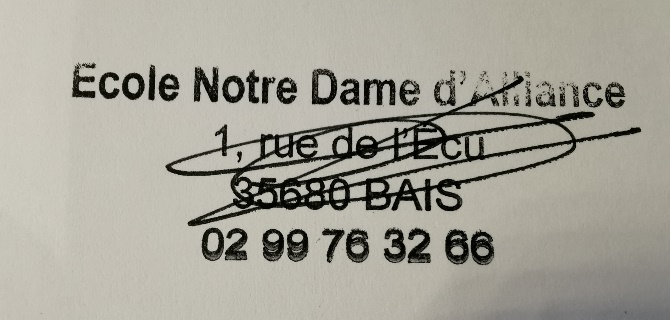 Ecole Notre Dame d'Alliance
1, rue de l'Ecu
35680 BAIS
02 99 76 32 66